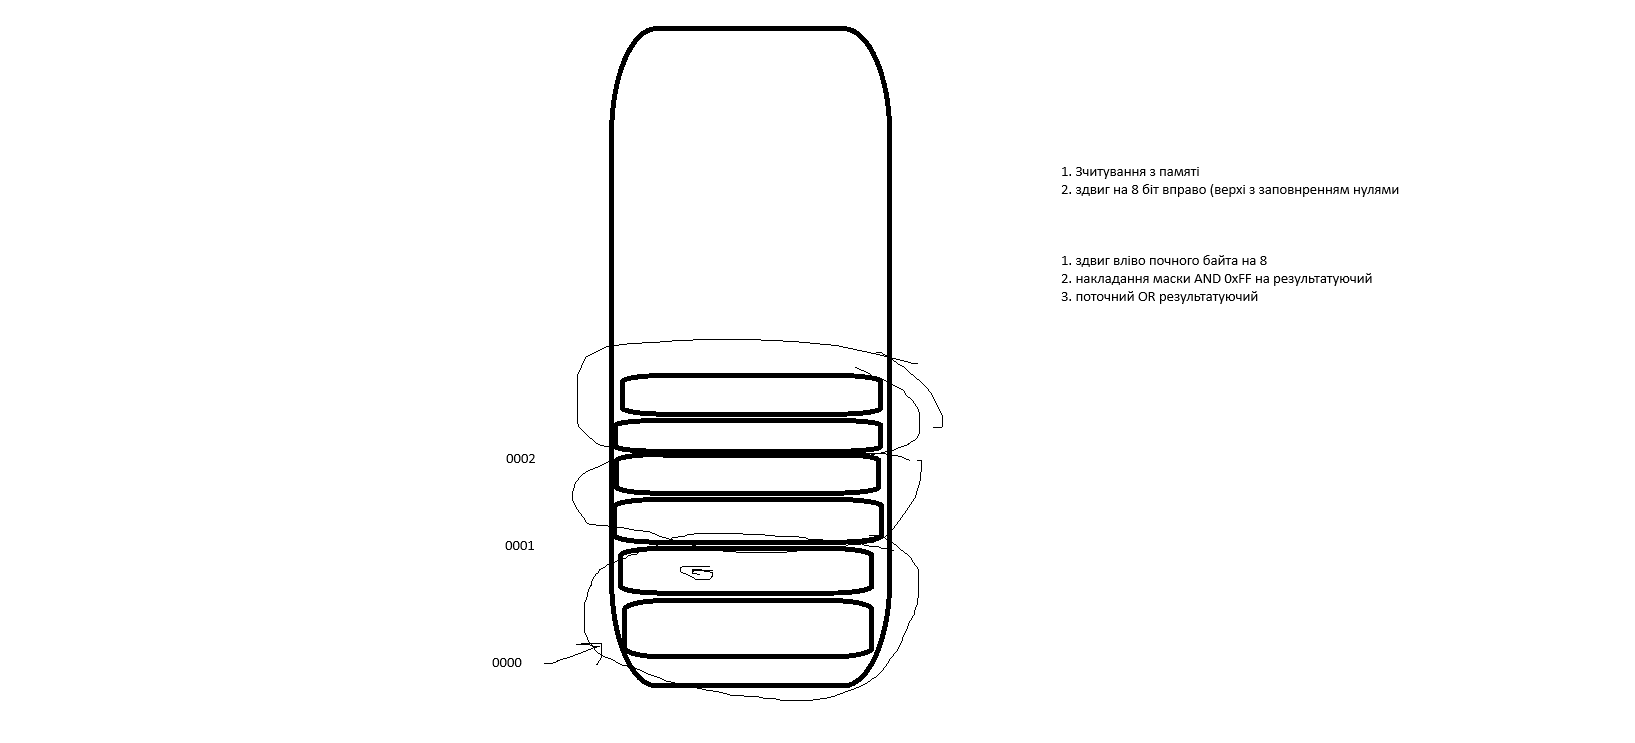 1. Зчитування з памяті
2. здвиг на 8 біт вправо (верхі з заповнренням нулями
1. здвиг вліво почного байта на 8
2. накладання маски AND 0xFF на результатуючий
3. поточний OR результатуючий
0002
0001
0000